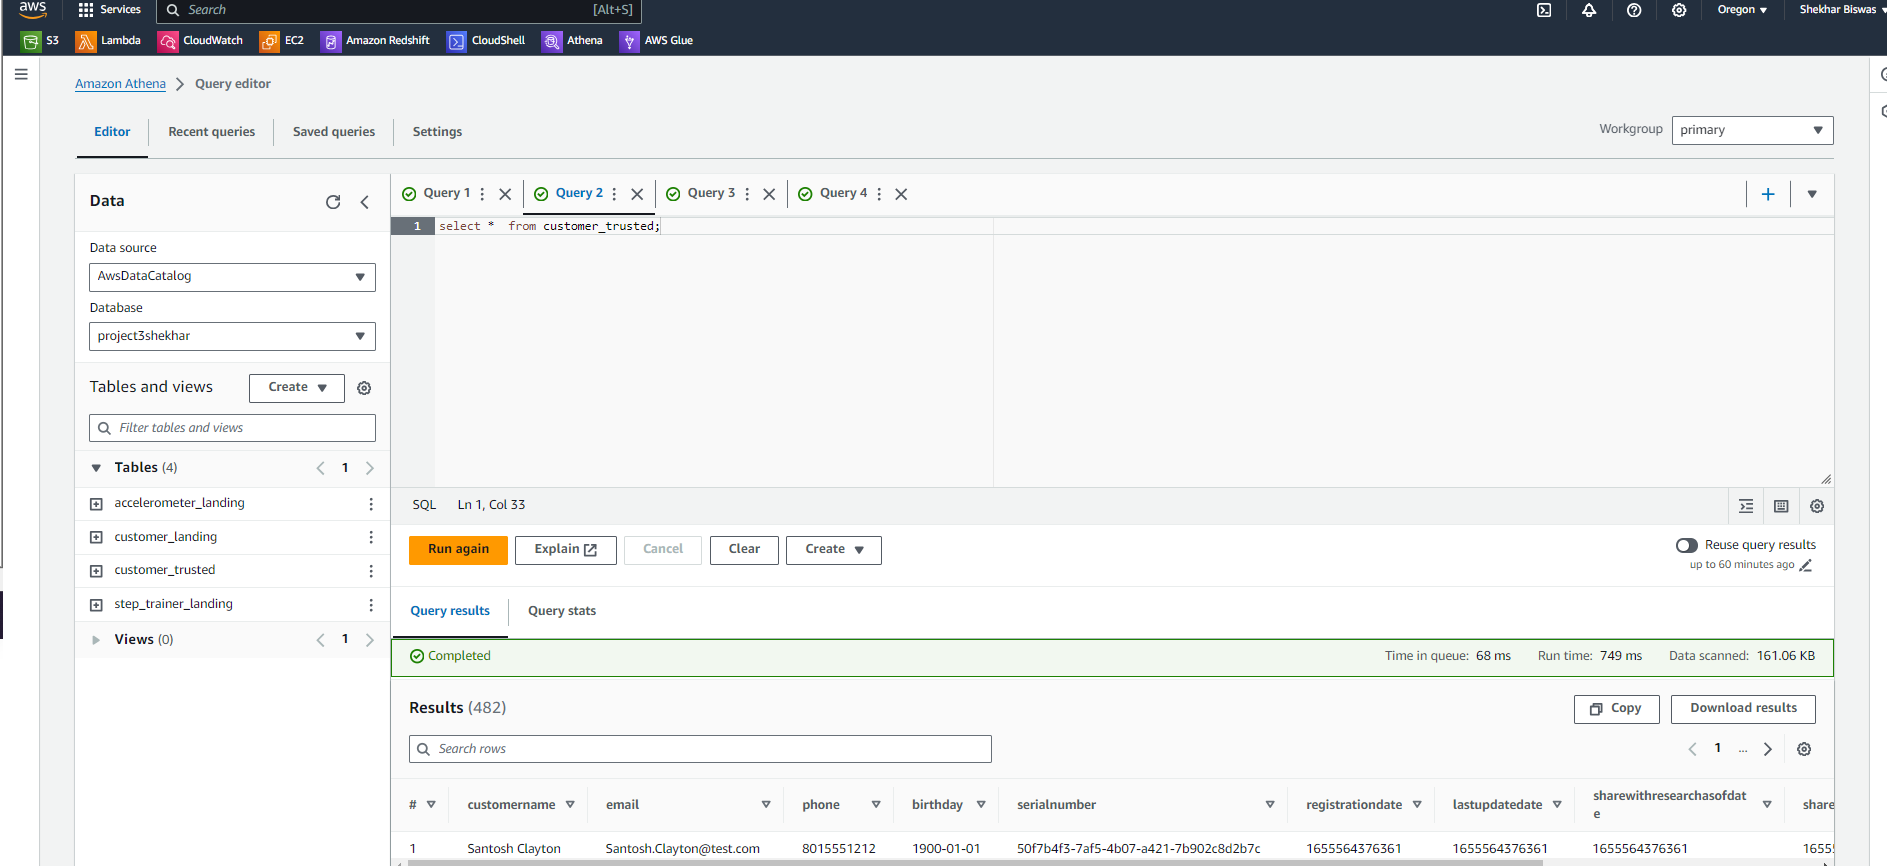 aws
Services
Search
[Alt+S]
Oregon
Shekhar Biswas
S3
Lambda
CloudWatch
EC2
Amazon Redshift
CloudShell
Athena
AWS Glue
Amazon Athena
Query editor
Editor
Recent queries
Saved queries
Settings
Workgroup
primary
Data
Data source
AwsDataCatalog
Database
project3shekhar
Tables and views
Create
Filter tables and views
Tables (4)
1
accelerometer_landing
customer_landing
customer_trusted
step_trainer_landing
Views (0)
1
Query 1
Query 2
Query 3
Query 4
1 select *  from customer_trusted;
SQL
Ln 1, Col 33
Run again
Explain
Cancel
Clear
Create
Reuse query results
up to 60 minutes ago
Query results
Query stats
Completed
Time in queue: 68 ms
Run time: 749 ms
Data scanned: 161.06 KB
Results (482)
Copy
Download results
Search rows
1
...
# customername email phone birthday serialnumber registrationdate lastupdatedate sharewithresearchasofdat
e
share
1 Santosh Clayton Santosh.Clayton@test.com 8015551212 1900-01-01 50f7b4f3-7af5-4b07-a421-7b902c8d2b7c 1655564376361 1655564376361 1655564376361 1655